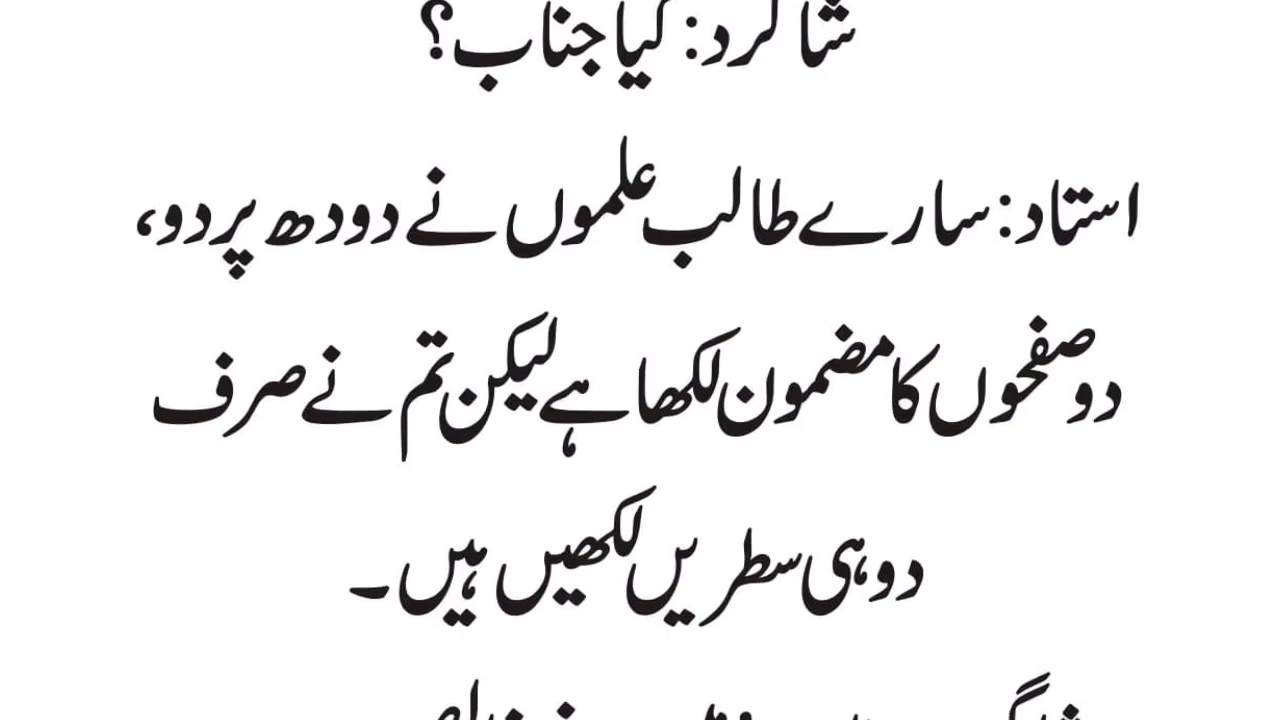 شاگرد: کیا جناب؟
استاد: سارے طالب علموں نے دودھ پر دو،
دو صفحوں کا مضمون لکھا ہے لیکن تم نے صرف
دو ہی سطریں لکھیں ہیں۔